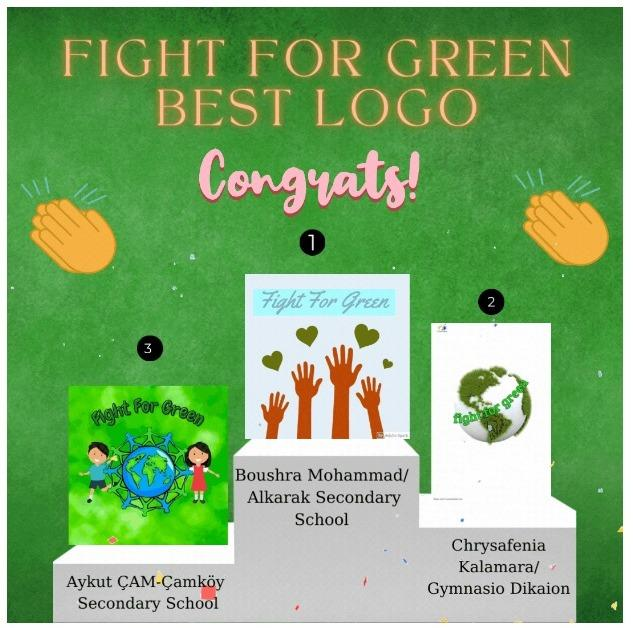 FIGHT FOR GREEN
BEST LOGO
Congrats!
1
2
3
Fight For Green
fight for green
Fight For Green
Boushra Mohammad/
Alkarak Secondary
School
Chrysafenia
Kalamara/
Gymnasio Dikaion
Aykut ÇAM-Çamköy
Secondary School